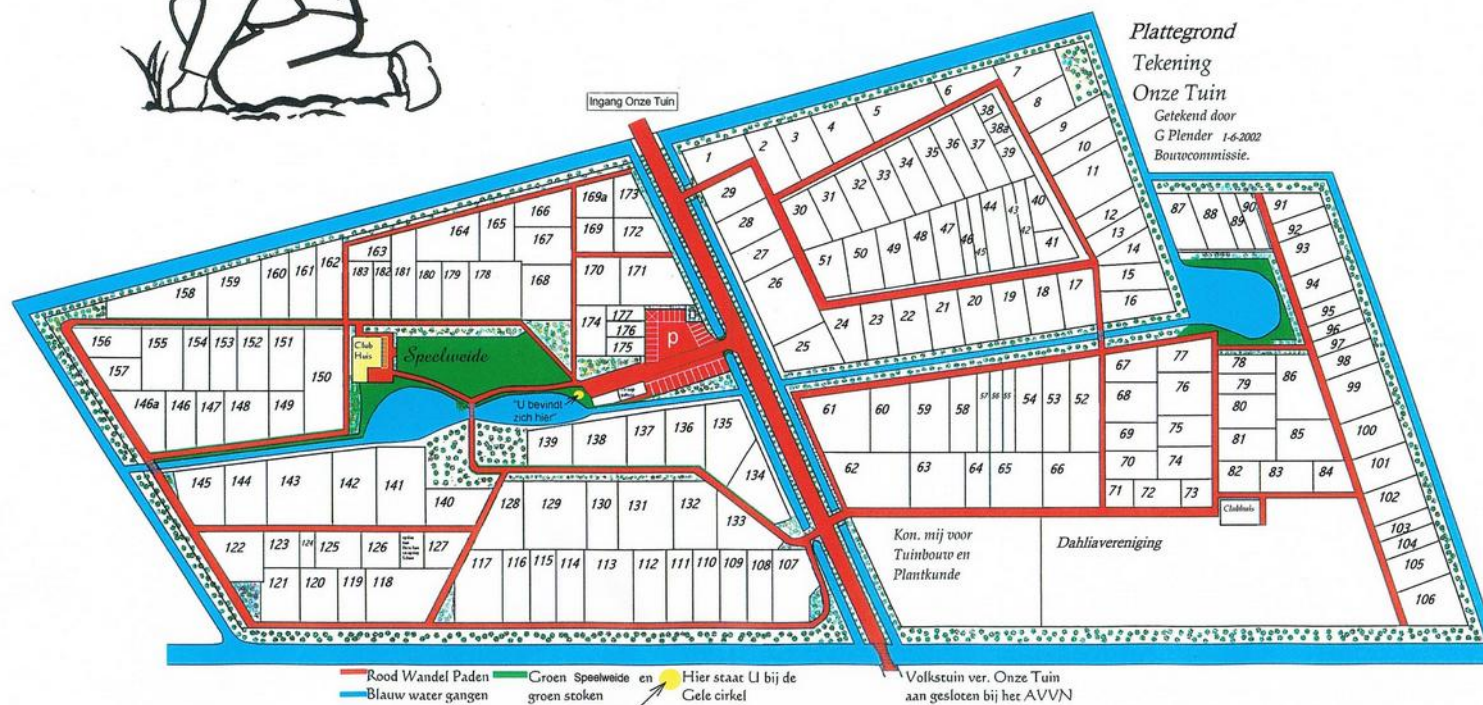 Plattegrond
Tekening
Onze Tuin
Getekend door
G Plender 1-6-2002
Bouwcommissie.
Ingang Onze Tuin
1 2 3 4 5 6 7
8
9
10
11
12
13
14
15
16
29
28
27
26
25
30 31 32 33 34 35 36 37 38
38a
39
51 50 49 48 47 46 45 44 43 42 40
41
24 23 22 21 20 19 18 17
87 88 89 90 91
92
93
94
95
96
97
98
99
100
101
102
103
104
105
106
169a 173
169 172
170 171
174 177
176
175
P
166
167
168
158 159 160 161 162
163 164 165
183 182 181 180 179 178
156 155 154 153 152 151
157
150
146a 146 147 148 149
Club
Huis
Speelweide
"U bevindt
zich hier"
139 138 137 136 135
134
145 144 143 142 141
140
128 129 130 131 132
133
122 123 124 125 126 127
121 120 119 118
117 116 115 114 113 112 111 110 109 108 107
61 60 59 58 57 56 55 54 53 52
62 63 64 65 66
67 77
68 76
69 75
70 74
71 72 73
78
79 86
80
81 85
82 83 84
Clubhuis
Kon. mij voor
Tuinbouw en
Plantkunde
Dahliavereniging
Rood Wandel Paden
Blauw water gangen
Groen Speelweide en
groen stoken
Hier staat U bij de
Gele cirkel
Volkstuin ver. Onze Tuin
aan gesloten bij het AVVN